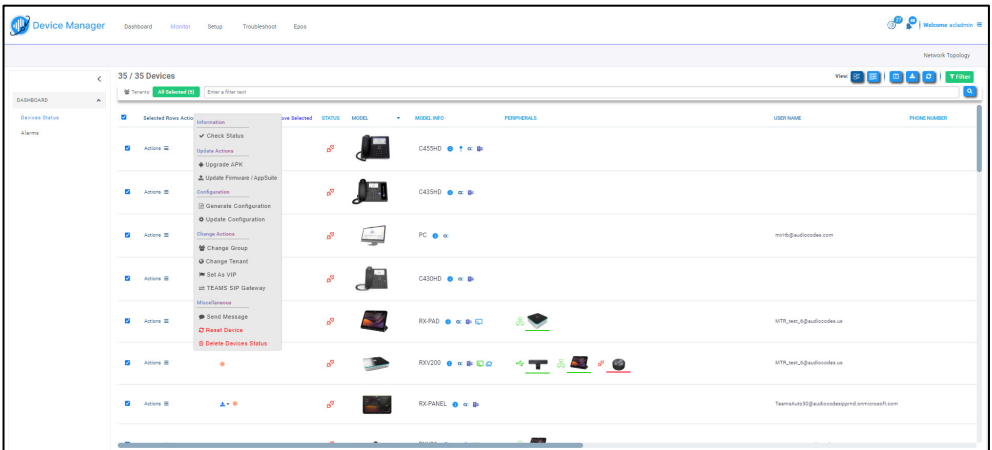 Device Manager
Dashboard Monitor Setup Troubleshoot Epos
27
Welcome acladmin
Network Topology
35 / 35 Devices
View:
Filter
Tenants: All Selected (5) Enter a filter text
DASHBOARD
Devices Status
Alarms
Selected Rows Actio
ove Selected STATUS MODEL MODEL INFO PERIPHERALS USER NAME PHONE NUMBER
Information
Check Status
Update Actions
Upgrade APK
Update Firmware / AppSuite
Configuration
Generate Configuration
Update Configuration
Change Actions
Change Group
Change Tenant
Set As VIP
TEAMS SIP Gateway
Miscellaneous
Send Message
Reset Device
Delete Devices Status
Actions C455HD
Actions C435HD
Actions PC miritb@audiocodes.com
Actions C430HD
Actions RX-PAD MTR_test_6@audiocodes.us
Actions RXV200 MTR_test_6@audiocodes.us
Actions RX-PANEL TeamsAuto30@audiocodesipprnd.onmicrosoft.com